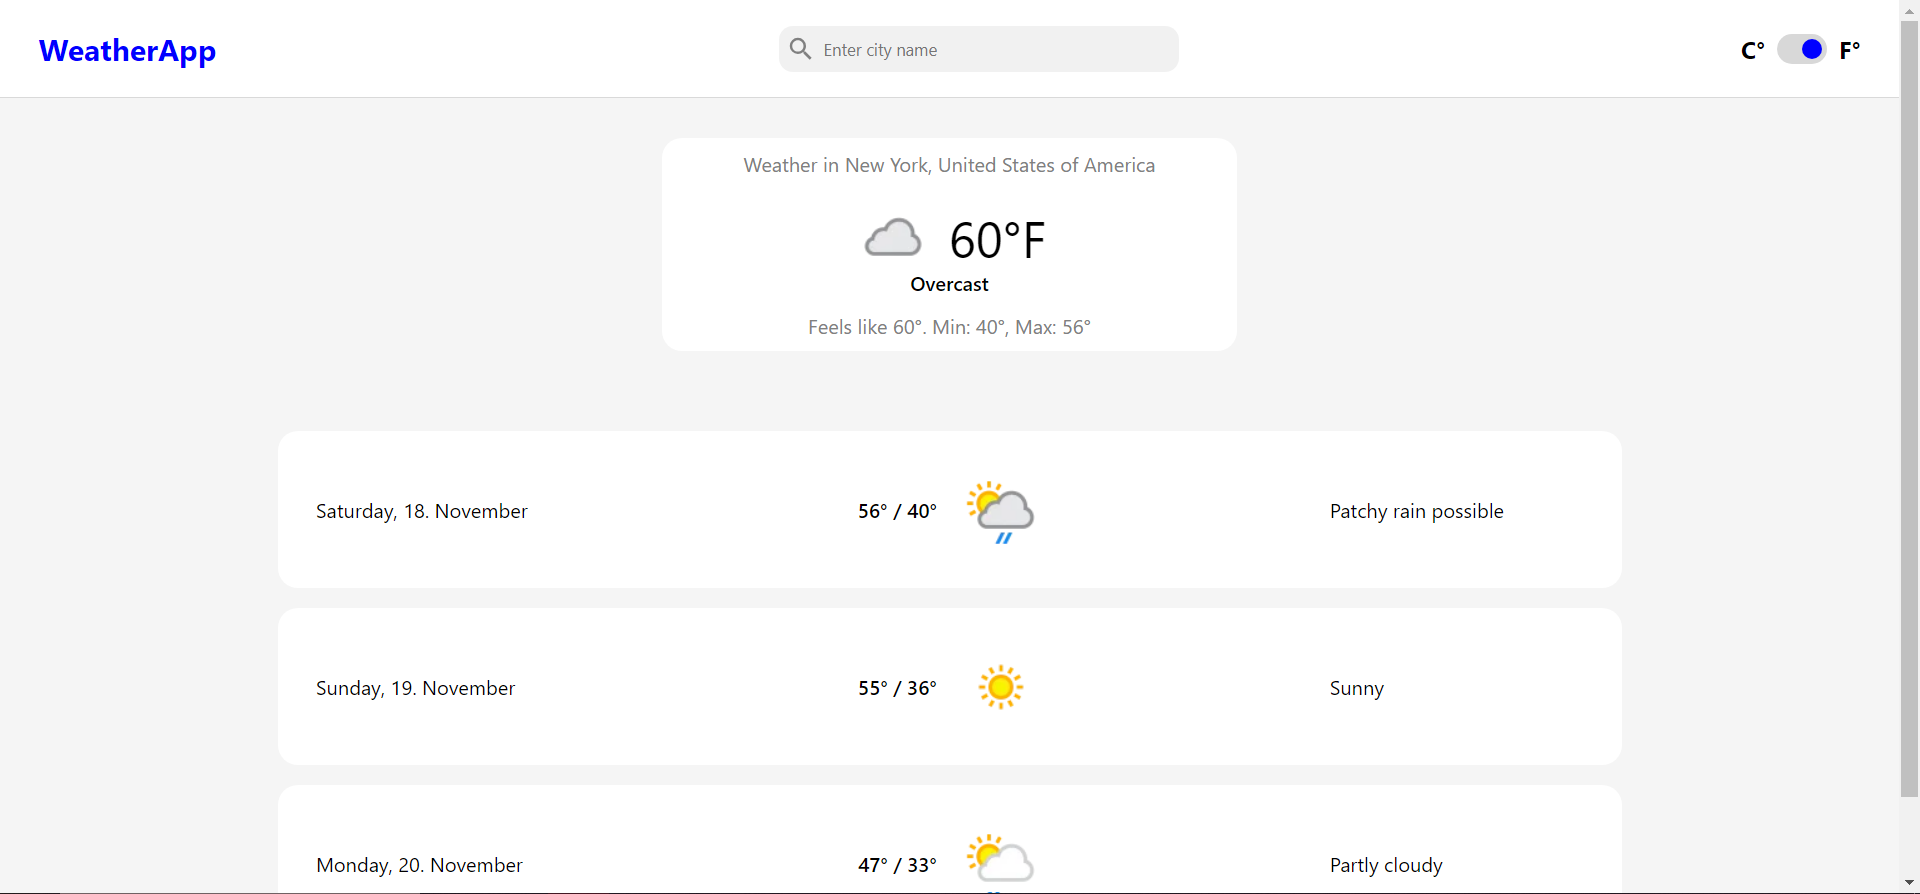 WeatherApp
Enter city name
C° F°
Weather in New York, United States of America
60°F
Overcast
Feels like 60°. Min: 40°, Max: 56°
Saturday, 18. November 56° / 40° Patchy rain possible
Sunday, 19. November 55° / 36° Sunny
Monday, 20. November 47° / 33° Partly cloudy